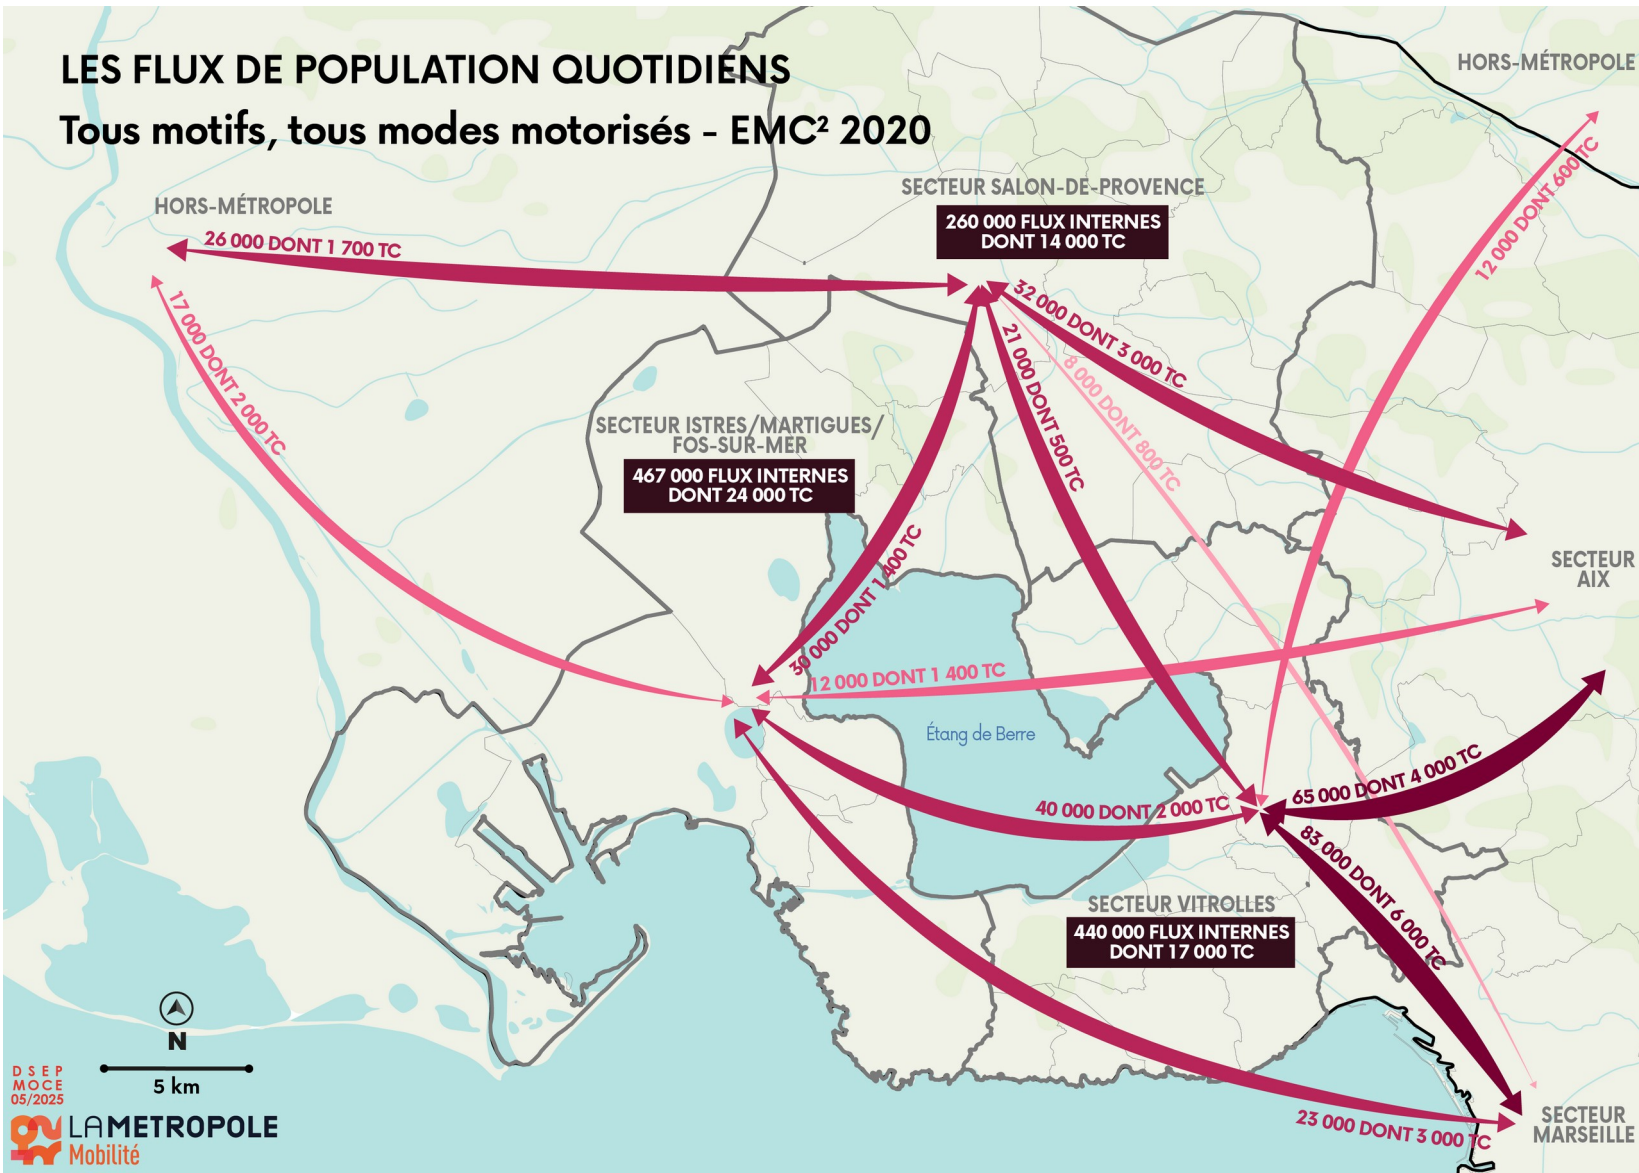 LES FLUX DE POPULATION QUOTIDIENS
Tous motifs, tous modes motorisés - EMC² 2020
HORS-MÉTROPOLE
HORS-MÉTROPOLE
SECTEUR SALON-DE-PROVENCE
260 000 FLUX INTERNES
DONT 14 000 TC
26 000 DONT 1 700 TC
12 000 DONT 600 TC
17 000 DONT 2 000 TC
32 000 DONT 3 000 TC
21 000 DONT 500 TC
8 000 DONT 800 TC
SECTEUR ISTRES/MARTIGUES/
FOS-SUR-MER
467 000 FLUX INTERNES
DONT 24 000 TC
30 000 DONT 1 400 TC
SECTEUR
AIX
12 000 DONT 1 400 TC
Étang de Berre
65 000 DONT 4 000 TC
40 000 DONT 2 000 TC
83 000 DONT 6 000 TC
SECTEUR VITROLLES
440 000 FLUX INTERNES
DONT 17 000 TC
23 000 DONT 3 000 TC
SECTEUR
MARSEILLE
N
5 km
DSEP
MOCE
05/2025
LAMETROPOLE
Mobilité